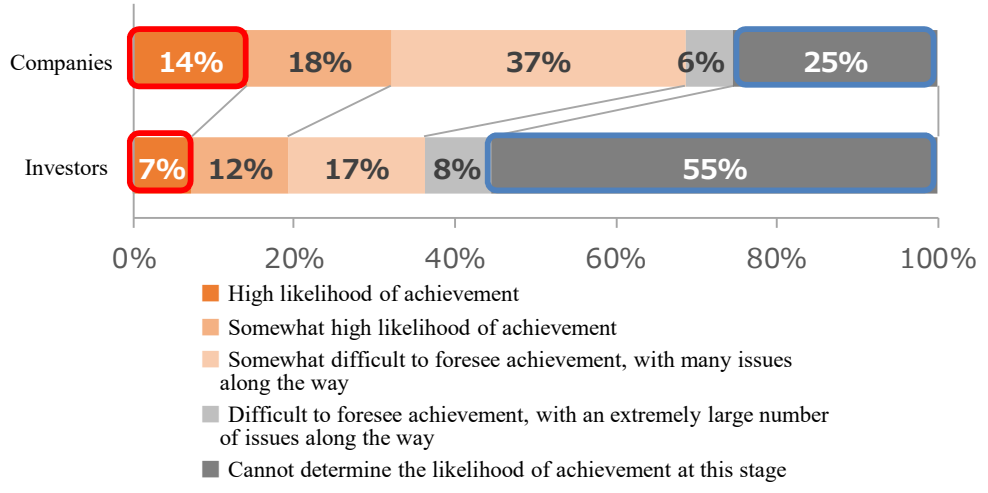 Companies 14% 18% 37% 6% 25%
Investors 7% 12% 17% 8% 55%
0% 20% 40% 60% 80% 100%
High likelihood of achievement
Somewhat high likelihood of achievement
Somewhat difficult to foresee achievement, with many issues
along the way
Difficult to foresee achievement, with an extremely large number
of issues along the way
Cannot determine the likelihood of achievement at this stage